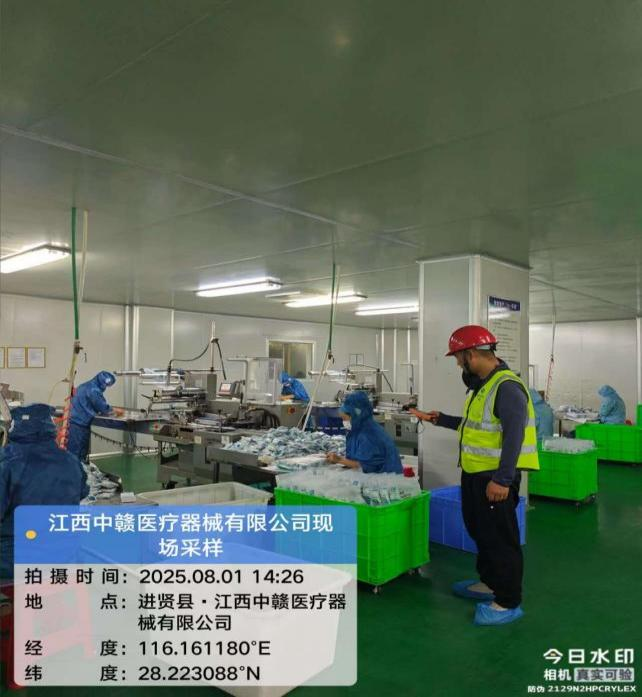 江西中赣医疗器械有限公司现
场采样
拍摄时间：2025.08.01 14:26
地　　点：进贤县·江西中赣医疗器
械有限公司
经　　度：116.161180°E
纬　　度：28.223088°N
今日水印
相机 真实可验
防伪 2129N2HPCRYLEX